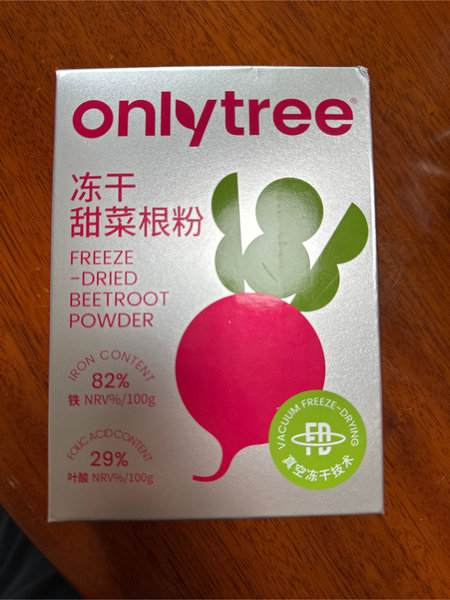 onlytree®
冻干
甜菜根粉
FREEZE
-DRIED
BEETROOT
POWDER
IRON CONTENT
82%
铁 NRV%/100g
FOLIC ACID CONTENT
29%
叶酸 NRV%/100g
VACUUM FREEZE-DRYING
FD
真空冻干技术